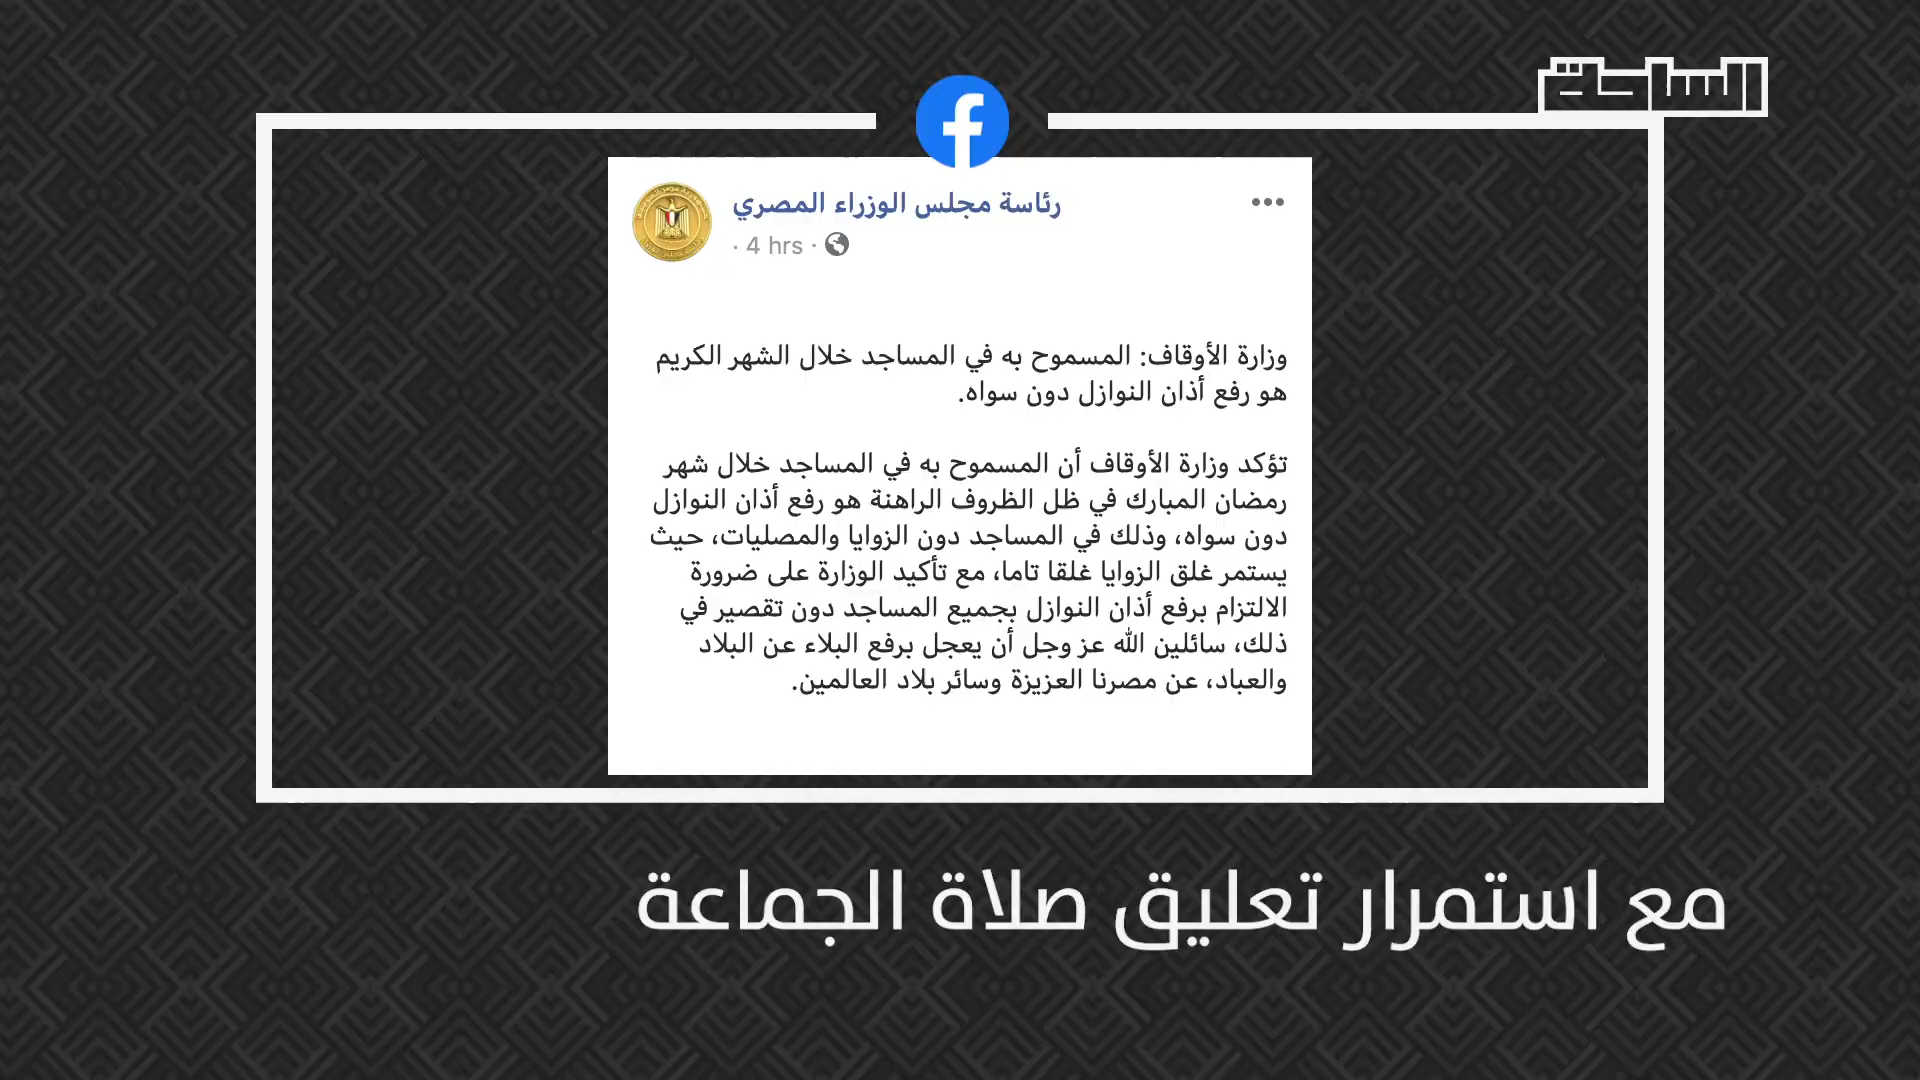 الساحات
رئاسة مجلس الوزراء المصري
· 4 hrs ·
وزارة الأوقاف: المسموح به في المساجد خلال الشهر الكريم
هو رفع أذان النوازل دون سواه.
تؤكد وزارة الأوقاف أن المسموح به في المساجد خلال شهر
رمضان المبارك في ظل الظروف الراهنة هو رفع أذان النوازل
دون سواه، وذلك في المساجد دون الزوايا والمصليات، حيث
يستمر غلق الزوايا غلقا تاما، مع تأكيد الوزارة على ضرورة
الالتزام برفع أذان النوازل بجميع المساجد دون تقصير في
ذلك، سائلين الله عز وجل أن يعجل برفع البلاء عن البلاد
والعباد، عن مصرنا العزيزة وسائر بلاد العالمين.
مع استمرار تعليق صلاة الجماعة